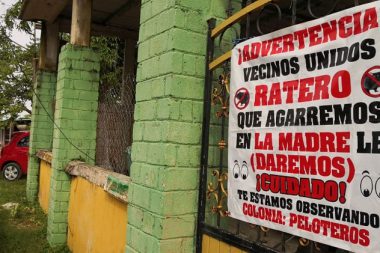 ¡ADVERTENCIA
VECINOS UNIDOS
RATERO
QUE AGARREMOS
EN LA MADRE LE
(DAREMOS)
¡CUIDADO!
TE ESTAMOS OBSERVANDO
COLONIA: PELOTEROS